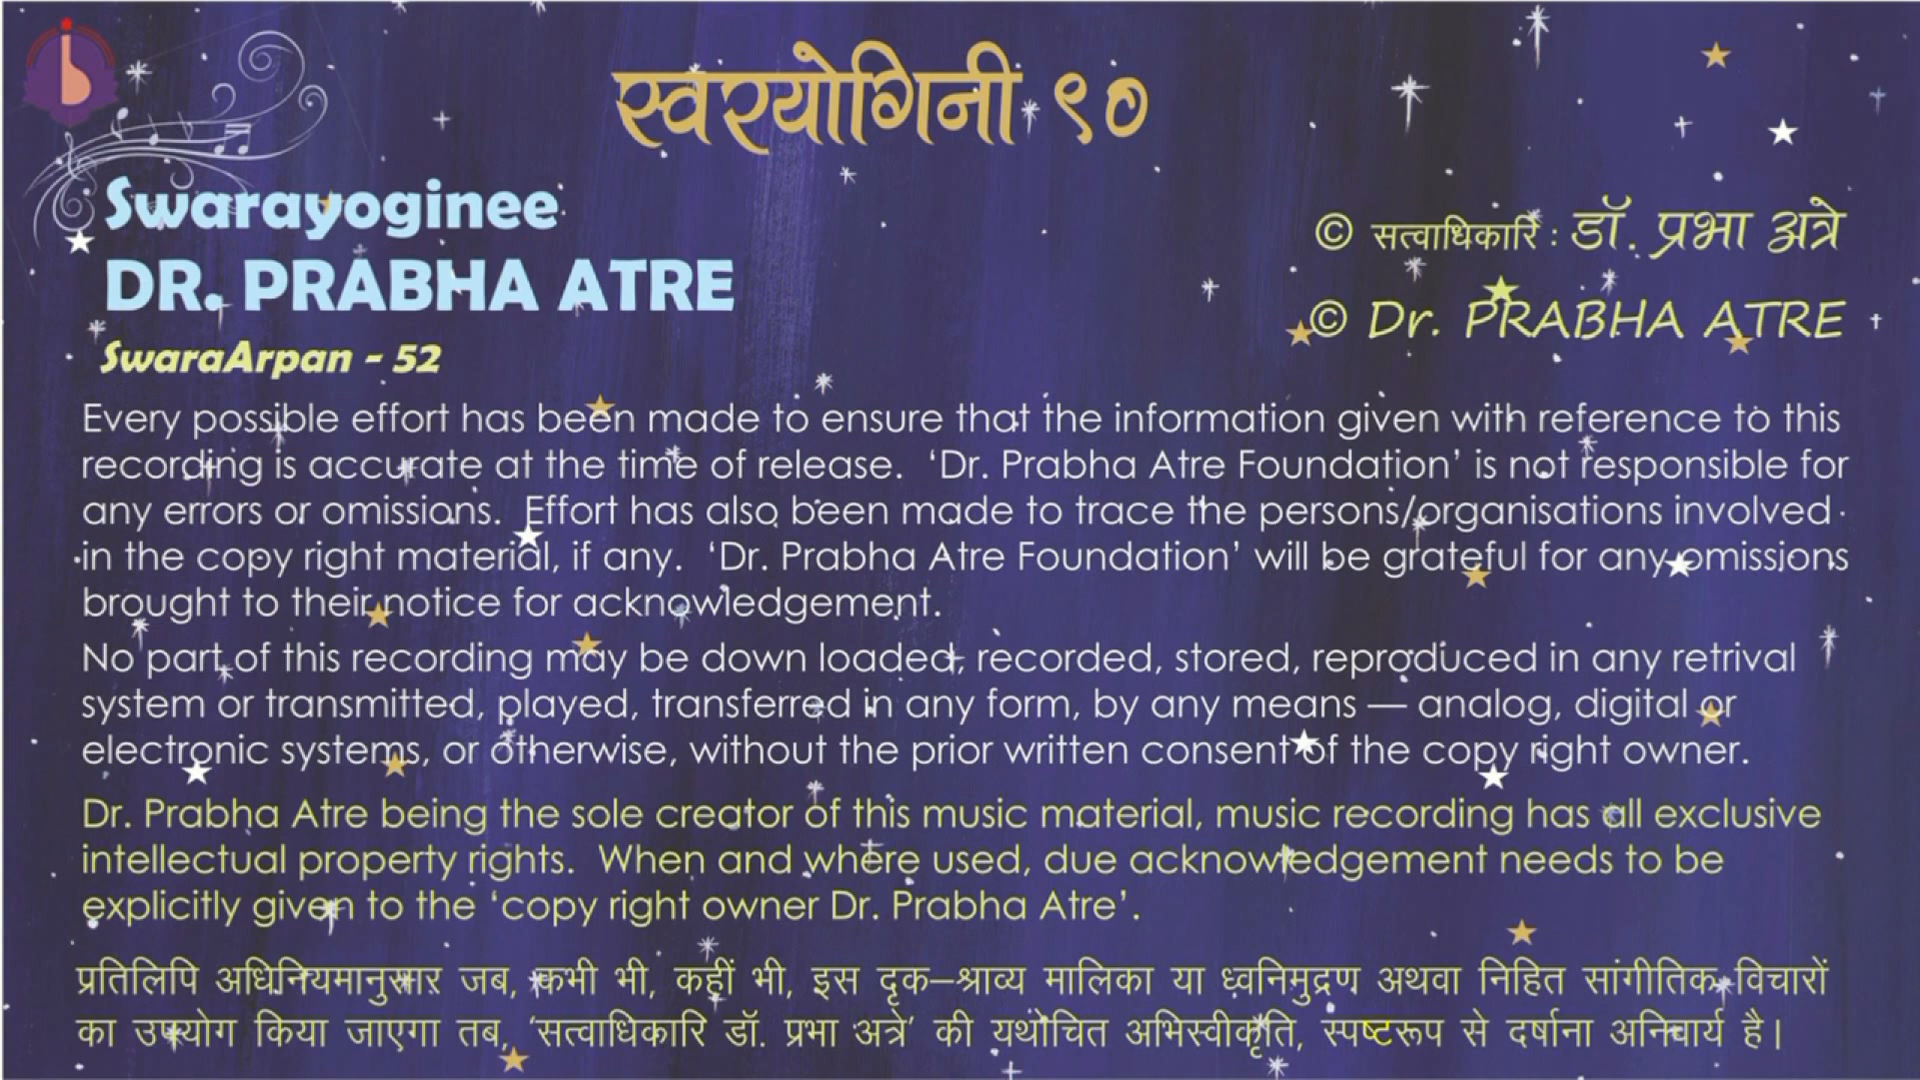 स्वरयोगिनी ९०
Swarayoginee
DR. PRABHA ATRE
SwaraArpan - 52
© सत्वाधिकारि : डॉ. प्रभा अत्रे
© Dr. PRABHA ATRE
Every possible effort has been made to ensure that the information given with reference to this
recording is accurate at the time of release. ‘Dr. Prabha Atre Foundation’ is not responsible for
any errors or omissions. Effort has also been made to trace the persons/organisations involved
in the copy right material, if any. ‘Dr. Prabha Atre Foundation’ will be grateful for any omissions
brought to their notice for acknowledgement.
No part of this recording may be down loaded, recorded, stored, reproduced in any retrival
system or transmitted, played, transferred in any form, by any means — analog, digital or
electronic systems, or otherwise, without the prior written consent of the copy right owner.
Dr. Prabha Atre being the sole creator of this music material, music recording has all exclusive
intellectual property rights. When and where used, due acknowledgement needs to be
explicitly given to the ‘copy right owner Dr. Prabha Atre’.
प्रतिलिपि अधिनियमानुसार जब, कभी भी, कहीं भी, इस दृक–श्राव्य मालिका या ध्वनिमुद्रण अथवा निहित सांगीतिक विचारों
का उपयोग किया जाएगा तब, ‘सत्वाधिकारि डॉ. प्रभा अत्रे’ की यथोचित अभिस्वीकृति, स्पष्टरूप से दर्षाना अनिवार्य है।